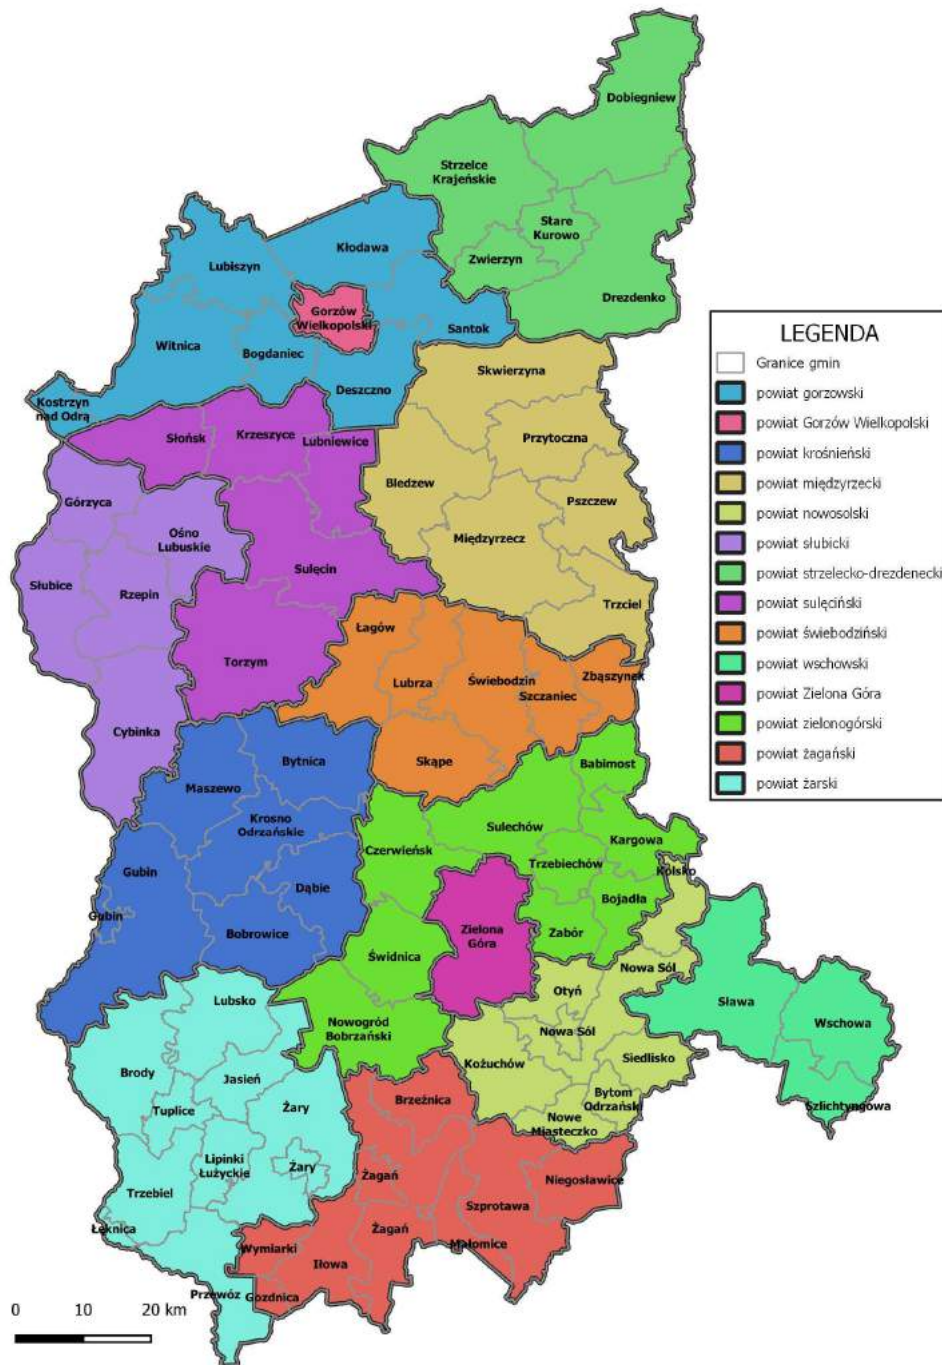 Dobiegniew
Strzelce
Krajeńskie
Stare
Kurowo
Zwierzyn
Drezdenko
Kłodawa
Lubiszyn
Gorzów
Wielkopolski
Santok
Witnica
Bogdaniec
Deszczno
Kostrzyn
nad Odrą
Skwierzyna
Słońsk
Krzeszyce
Lubniewice
Przytoczna
Bledzew
Pszczew
Górzyca
Ośno
Lubuskie
Międzyrzecz
Słubice
Rzepin
Sulęcin
Trzciel
Łagów
Torzym
Lubrza
Świebodzin
Szczaniec
Zbąszynek
Cybinka
Skąpe
Bytnica
Babimost
Maszewo
Krosno
Odrzańskie
Sulechów
Czerwieńsk
Kargowa
Trzebiechów
Kolsko
Gubin
Dąbie
Bojadła
Gubin
Bobrowice
Zielona
Góra
Zabór
Świdnica
Nowa Sól
Otyń
Lubsko
Sława
Wschowa
Nowogród
Bobrzański
Nowa Sól
Kożuchów
Siedlisko
Brody
Jasień
Bytom
Odrzański
Brzeźnica
Tuplice
Żary
Szlichtyngowa
Nowe
Miasteczko
Lipinki
Łużyckie
Żary
Żagań
Niegosławice
Trzebiel
Szprotawa
Łęknica
Żagań
Małomice
Wymiarki
Iłowa
Przewóz
Gozdnica
LEGENDA
Granice gmin
powiat gorzowski
powiat Gorzów Wielkopolski
powiat krośnieński
powiat międzyrzecki
powiat nowosolski
powiat słubicki
powiat strzelecko-drezdenecki
powiat sulęciński
powiat świebodziński
powiat wschowski
powiat Zielona Góra
powiat zielonogórski
powiat żagański
powiat żarski
0 10 20 km